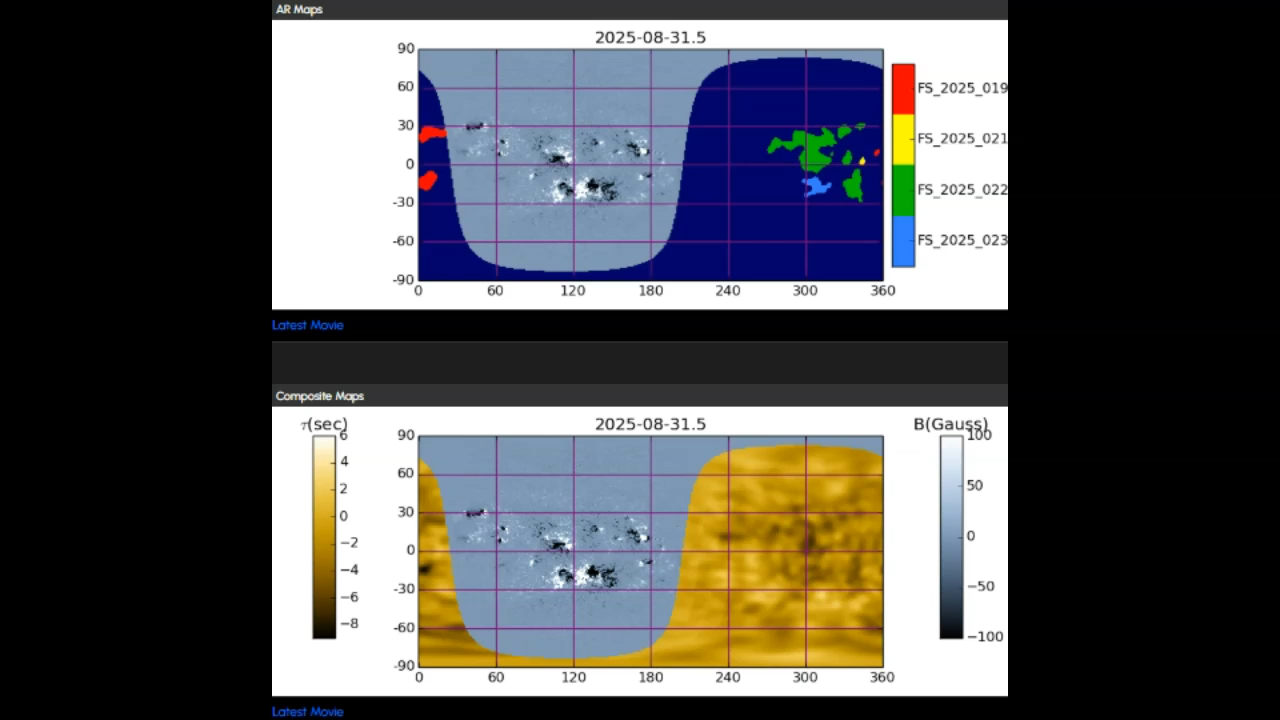 AR Maps
2025-08-31.5
90
60
30
0
-30
-60
-90
0 60 120 180 240 300 360
FS_2025_019
FS_2025_021
FS_2025_022
FS_2025_023
Latest Movie
Composite Maps
τ(sec) 2025-08-31.5 B(Gauss)
6
4
2
0
−2
−4
−6
−8
90
60
30
0
-30
-60
-90
0 60 120 180 240 300 360
100
50
0
−50
−100
Latest Movie